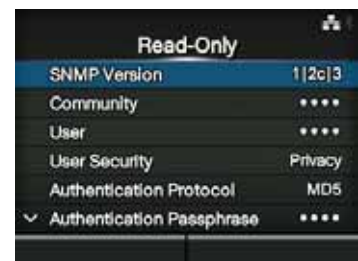 Read-Only
SNMP Version 1|2c|3
Community ••••
User ••••
User Security Privacy
Authentication Protocol MD5
Authentication Passphrase ••••